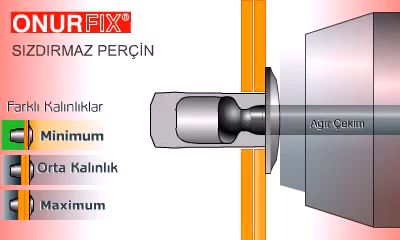 ONURFIX®
SIZDIRMAZ PERÇİN
Farklı Kalınlıklar
Minimum
Orta Kalınlık
Maximum
Ağır Çekim